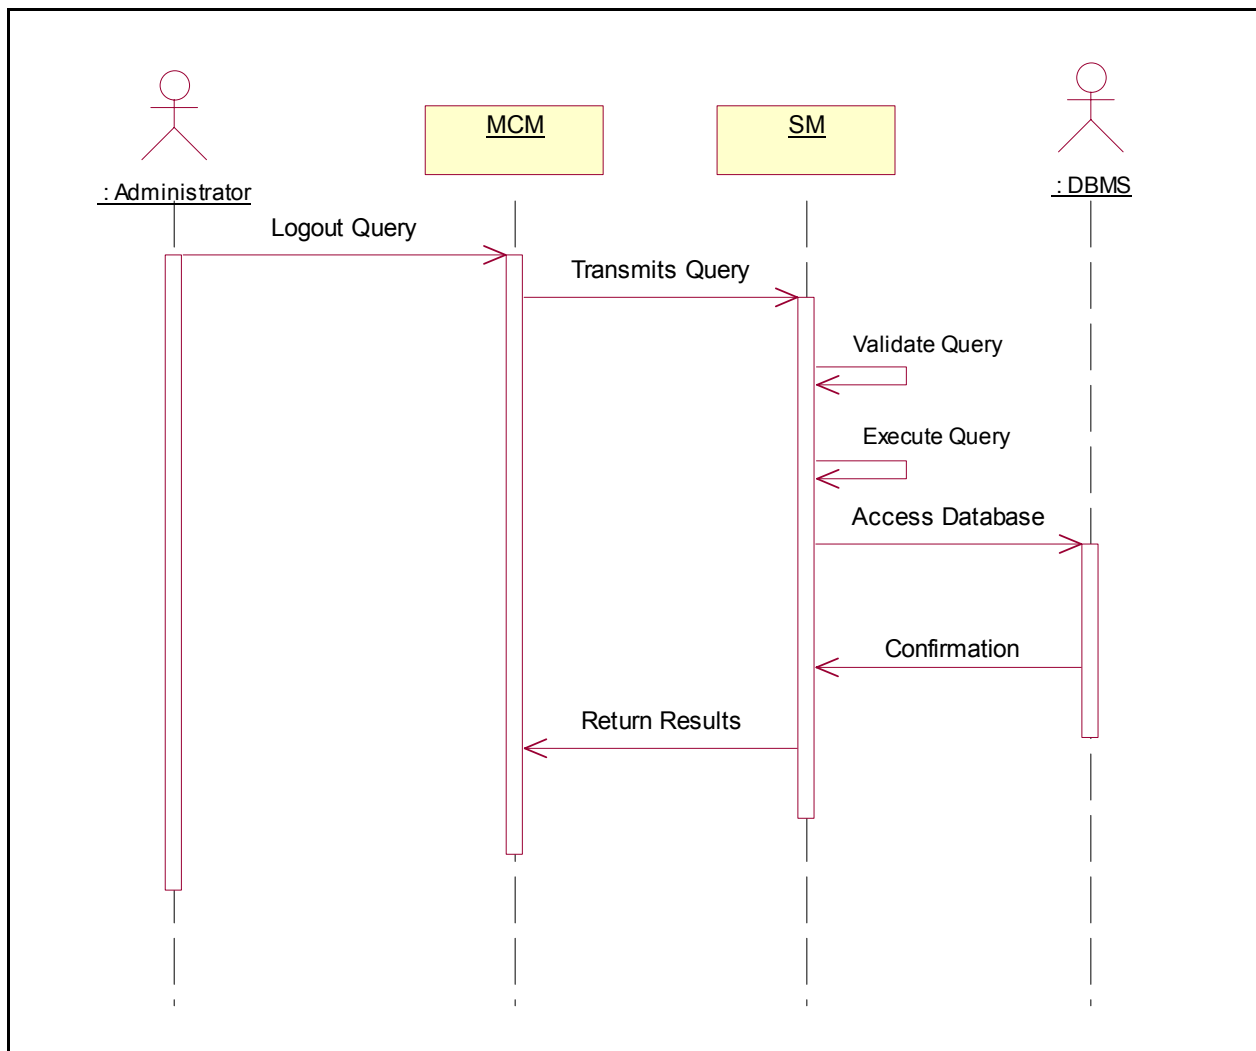 : Administrator
MCM
SM
: DBMS
Logout Query
Transmits Query
Validate Query
Execute Query
Access Database
Confirmation
Return Results